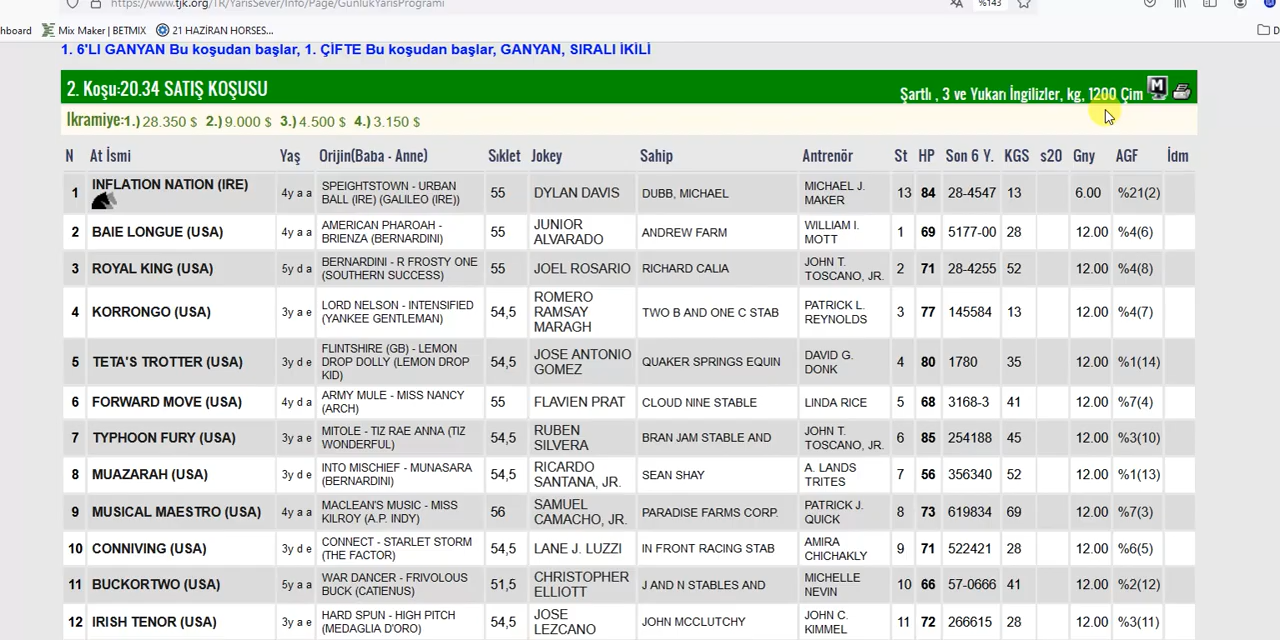 https://www.tjk.org/TR/YarisSever/Info/Page/GunlukYarisProgrami
%143
hboard Mix Maker | BETMIX 21 HAZİRAN HORSES...
1. 6'LI GANYAN Bu koşudan başlar, 1. ÇİFTE Bu koşudan başlar, GANYAN, SIRALI İKİLİ
2. Koşu:20.34 SATIŞ KOŞUSU
Şartlı , 3 ve Yukarı İngilizler, kg, 1200 Çim
Ikramiye:1.) 28.350 $ 2.) 9.000 $ 3.) 4.500 $ 4.) 3.150 $
N At İsmi Yaş Orijin(Baba - Anne) Sıklet Jokey Sahip Antrenör St HP Son 6 Y. KGS s20 Gny AGF İdm
1 INFLATION NATION (IRE) 4y a a SPEIGHTSTOWN - URBAN BALL (IRE) (GALILEO (IRE)) 55 DYLAN DAVIS DUBB, MICHAEL MICHAEL J. MAKER 13 84 28-4547 13 6.00 %21(2)
2 BAIE LONGUE (USA) 4y a a AMERICAN PHAROAH - BRIENZA (BERNARDINI) 55 JUNIOR ALVARADO ANDREW FARM WILLIAM I. MOTT 1 69 5177-00 28 12.00 %4(6)
3 ROYAL KING (USA) 5y d a BERNARDINI - R FROSTY ONE (SOUTHERN SUCCESS) 55 JOEL ROSARIO RICHARD CALIA JOHN T. TOSCANO, JR. 2 71 28-4255 52 12.00 %4(8)
4 KORRONGO (USA) 3y a e LORD NELSON - INTENSIFIED (YANKEE GENTLEMAN) 54,5 ROMERO RAMSAY MARAGH TWO B AND ONE C STAB PATRICK L. REYNOLDS 3 77 145584 13 12.00 %4(7)
5 TETA'S TROTTER (USA) 3y d e FLINTSHIRE (GB) - LEMON DROP DOLLY (LEMON DROP KID) 54,5 JOSE ANTONIO GOMEZ QUAKER SPRINGS EQUIN DAVID G. DONK 4 80 1780 35 12.00 %1(14)
6 FORWARD MOVE (USA) 4y d a ARMY MULE - MISS NANCY (ARCH) 55 FLAVIEN PRAT CLOUD NINE STABLE LINDA RICE 5 68 3168-3 41 12.00 %7(4)
7 TYPHOON FURY (USA) 3y a e MITOLE - TIZ RAE ANNA (TIZ WONDERFUL) 54,5 RUBEN SILVERA BRAN JAM STABLE AND JOHN T. TOSCANO, JR. 6 85 254188 45 12.00 %3(10)
8 MUAZARAH (USA) 3y d e INTO MISCHIEF - MUNASARA (BERNARDINI) 54,5 RICARDO SANTANA, JR. SEAN SHAY A. LANDS TRITES 7 56 356340 52 12.00 %1(13)
9 MUSICAL MAESTRO (USA) 4y a a MACLEAN'S MUSIC - MISS KILROY (A.P. INDY) 56 SAMUEL CAMACHO, JR. PARADISE FARMS CORP. PATRICK J. QUICK 8 73 619834 69 12.00 %7(3)
10 CONNIVING (USA) 3y d e CONNECT - STARLET STORM (THE FACTOR) 54,5 LANE J. LUZZI IN FRONT RACING STAB AMIRA CHICHAKLY 9 71 522421 28 12.00 %6(5)
11 BUCKORTWO (USA) 5y a a WAR DANCER - FRIVOLOUS BUCK (CATIENUS) 51,5 CHRISTOPHER ELLIOTT J AND N STABLES AND MICHELLE NEVIN 10 66 57-0666 41 12.00 %2(12)
12 IRISH TENOR (USA) 3y a e HARD SPUN - HIGH PITCH (MEDAGLIA D'ORO) 54,5 JOSE LEZCANO JOHN MCCLUTCHY JOHN C. KIMMEL 11 72 266615 28 12.00 %3(11)